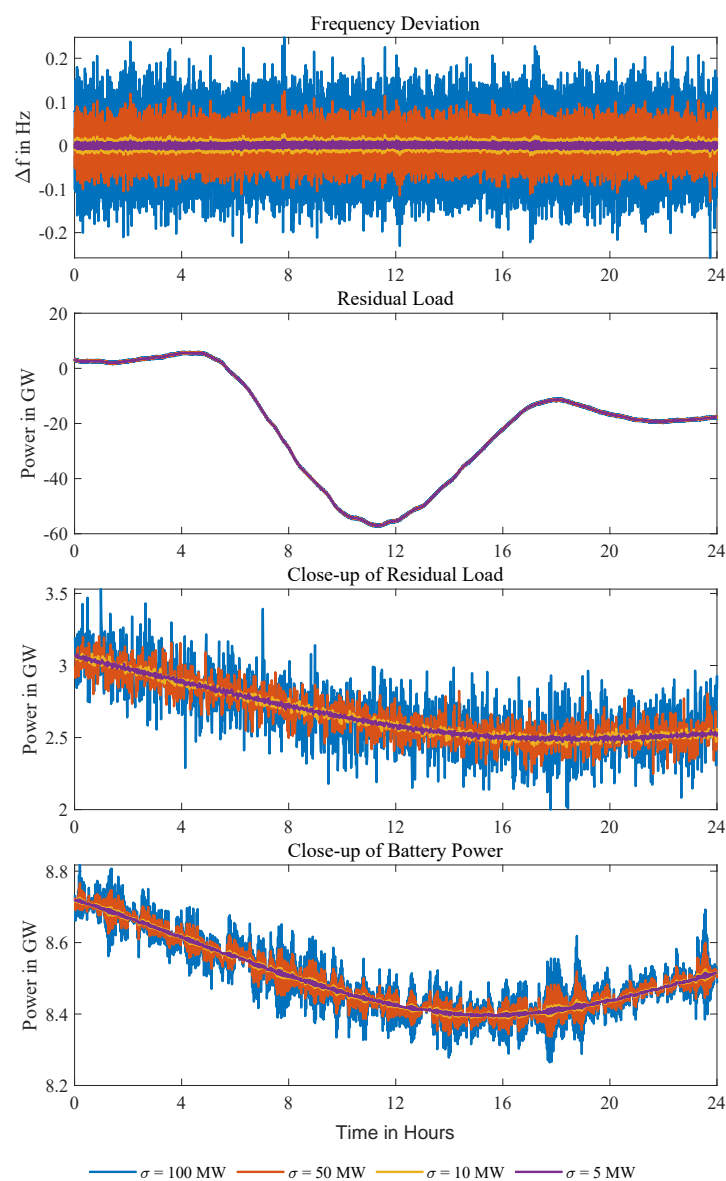 Frequency Deviation
Δf in Hz
0.2
0.1
0
-0.1
-0.2
0 4 8 12 16 20 24
Residual Load
Power in GW
20
0
-20
-40
-60
0 4 8 12 16 20 24
Close-up of Residual Load
Power in GW
3.5
3
2.5
2
0 4 8 12 16 20 24
Close-up of Battery Power
Power in GW
8.8
8.6
8.4
8.2
0 4 8 12 16 20 24
Time in Hours
σ = 100 MW σ = 50 MW σ = 10 MW σ = 5 MW